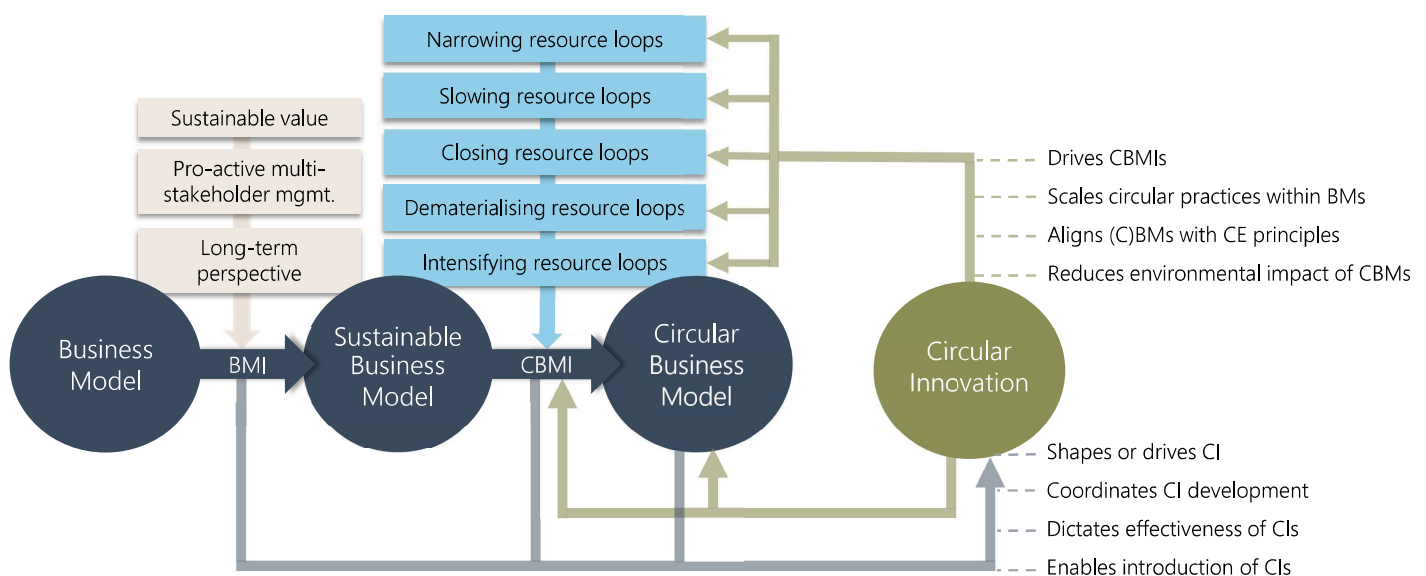 Narrowing resource loops
Slowing resource loops
Closing resource loops
Dematerialising resource loops
Intensifying resource loops
Sustainable value
Pro-active multi-
stakeholder mgmt.
Long-term
perspective
Business
Model
BMI
Sustainable
Business
Model
CBMI
Circular
Business
Model
Circular
Innovation
Drives CBMIs
Scales circular practices within BMs
Aligns (C)BMs with CE principles
Reduces environmental impact of CBMs
Shapes or drives CI
Coordinates CI development
Dictates effectiveness of CIs
Enables introduction of CIs